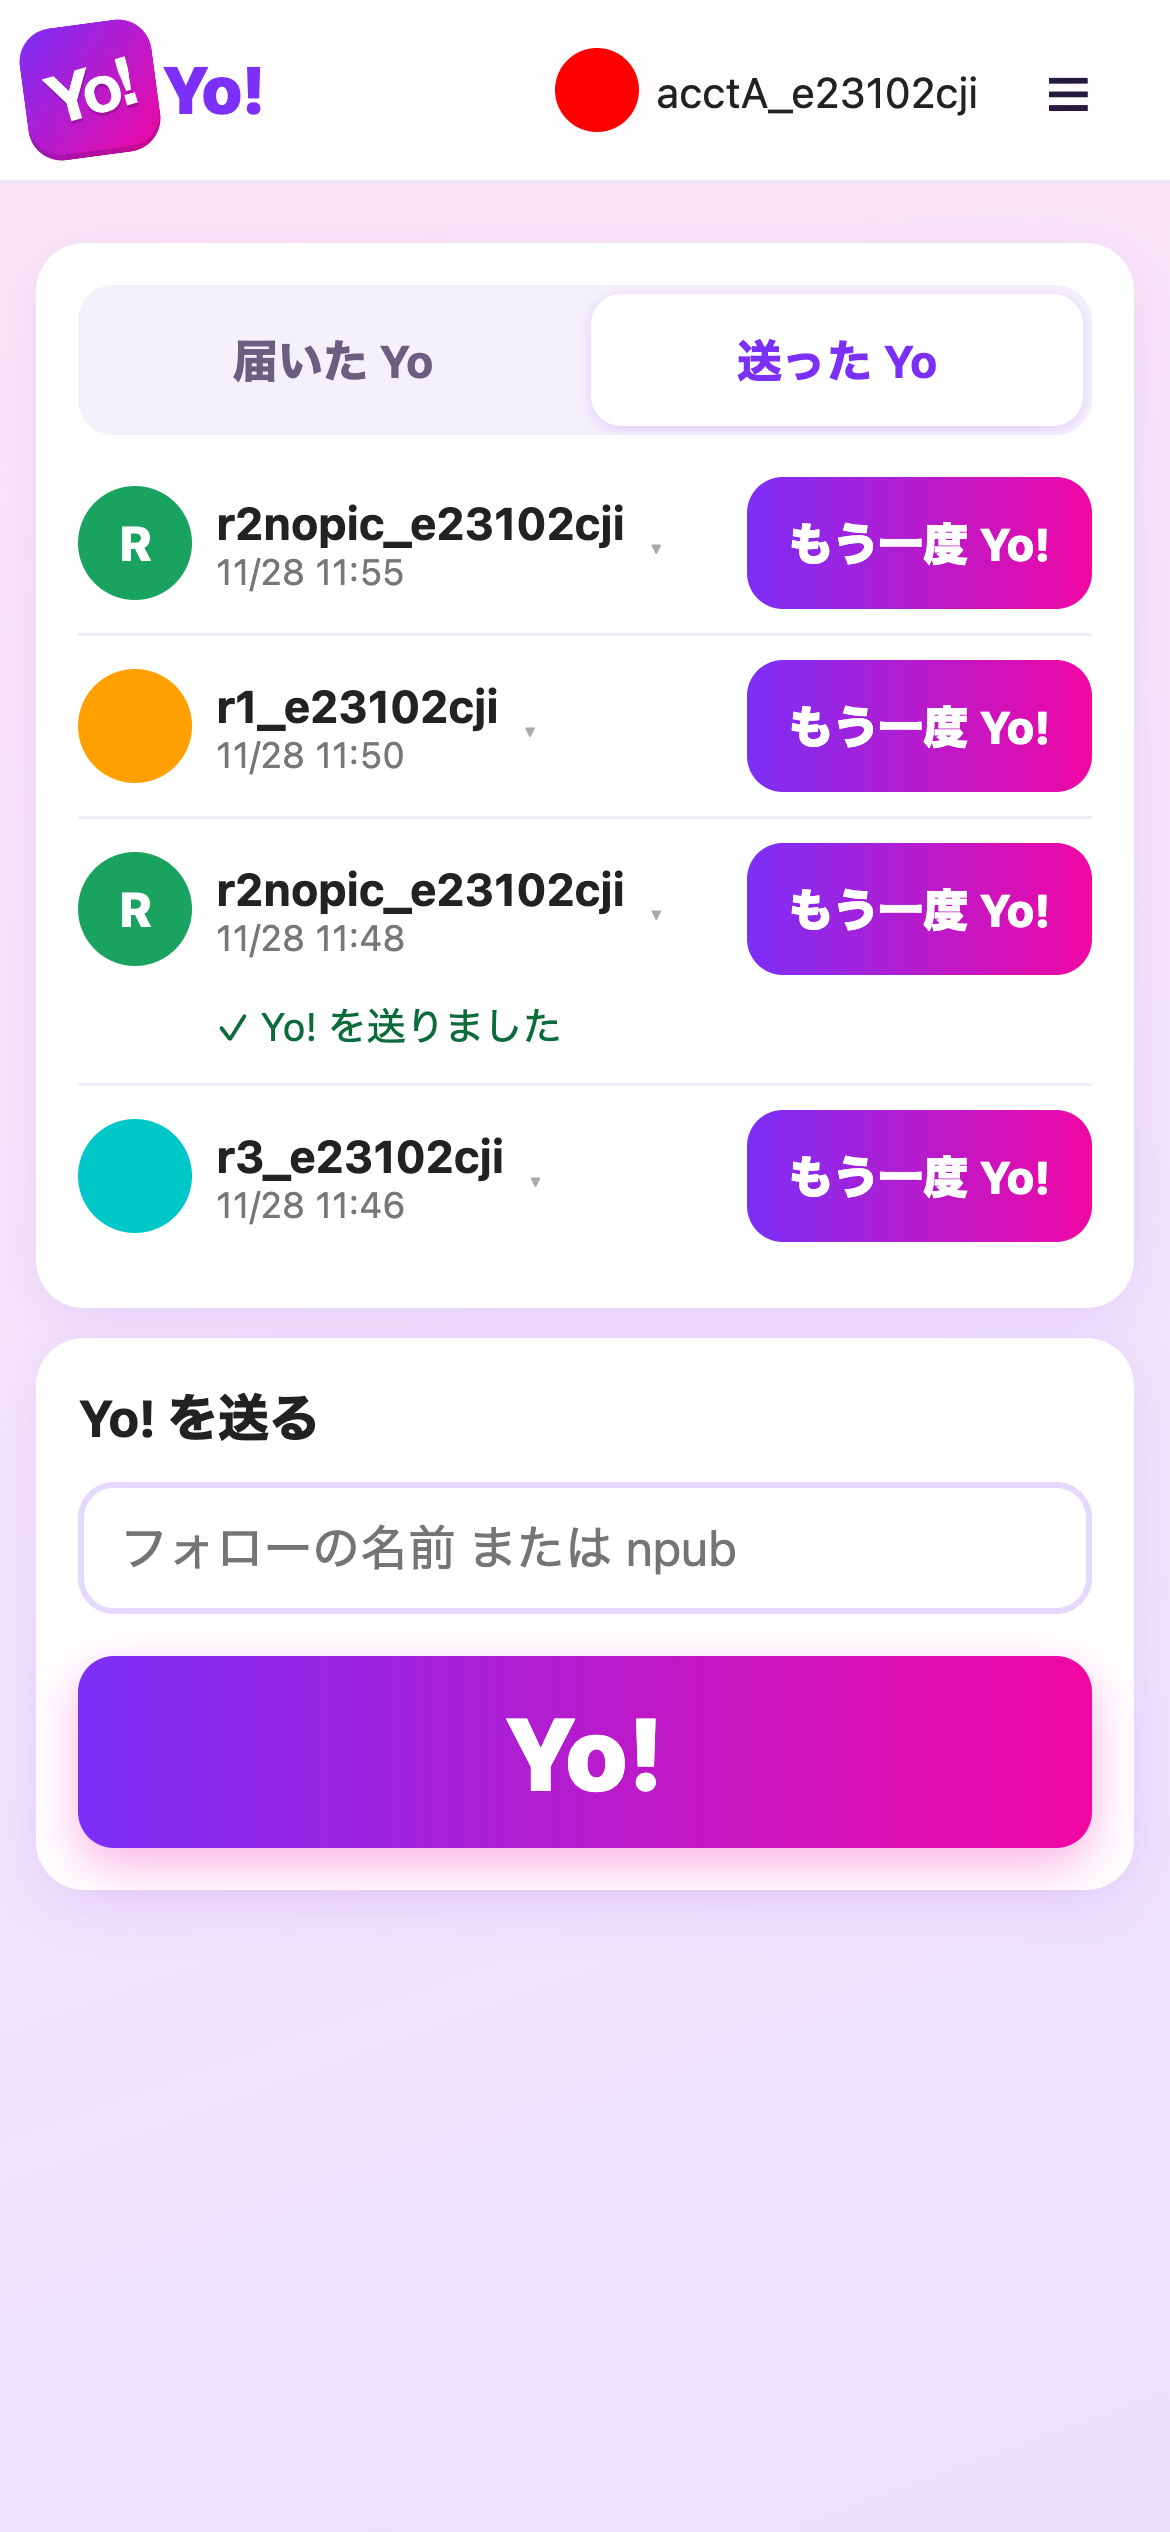 Yo!
Yo!
acctA_e23102cji
届いた Yo
送った Yo
R
r2nopic_e23102cji
11/28 11:55
もう一度 Yo!
r1_e23102cji
11/28 11:50
もう一度 Yo!
R
r2nopic_e23102cji
11/28 11:48
もう一度 Yo!
✓ Yo! を送りました
r3_e23102cji
11/28 11:46
もう一度 Yo!
Yo! を送る
フォローの名前 または npub
Yo!